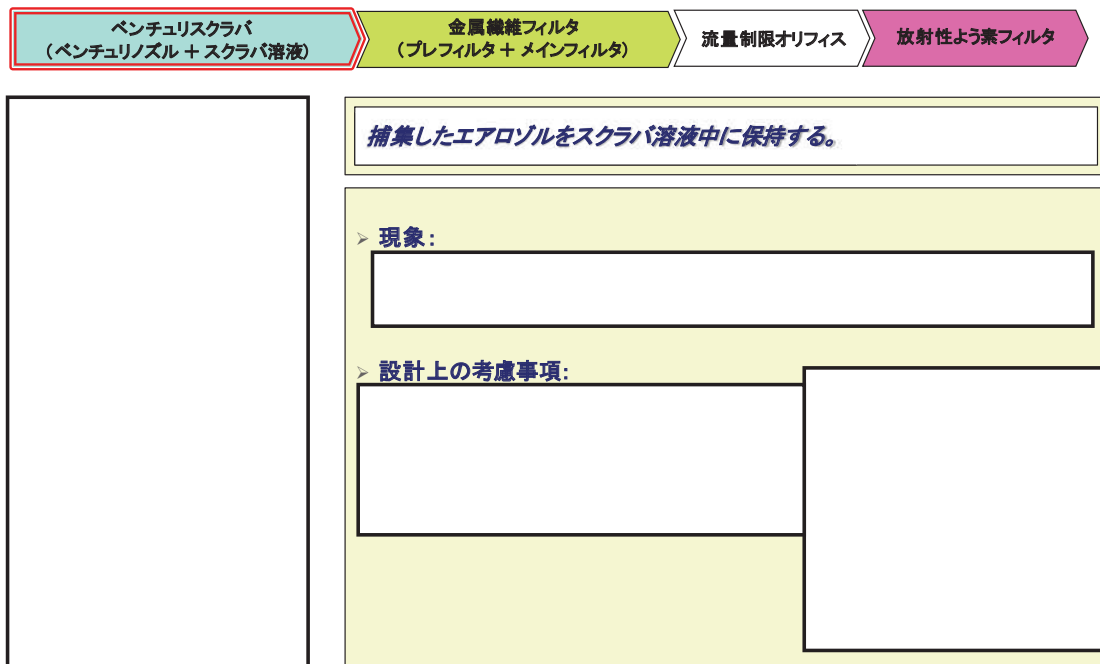 ベンチュリスクラバ
(ベンチュリノズル + スクラバ溶液)
金属繊維フィルタ
(プレフィルタ + メインフィルタ)
流量制限オリフィス
放射性よう素フィルタ
捕集したエアロゾルをスクラバ溶液中に保持する。
➢ 現象:
➢ 設計上の考慮事項: